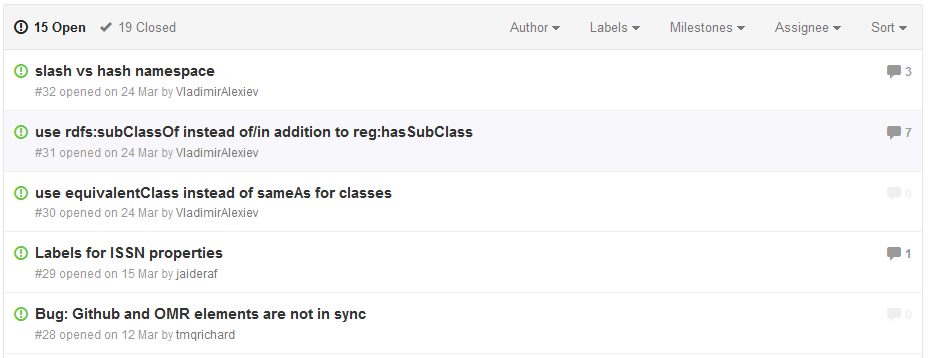 15 Open 19 Closed Author Labels Milestones Assignee Sort
slash vs hash namespace 3
#32 opened on 24 Mar by VladimirAlexiev
use rdfs:subClassOf instead of/in addition to reg:hasSubClass 7
#31 opened on 24 Mar by VladimirAlexiev
use equivalentClass instead of sameAs for classes 0
#30 opened on 24 Mar by VladimirAlexiev
Labels for ISSN properties 1
#29 opened on 15 Mar by jaideraf
Bug: Github and OMR elements are not in sync 0
#28 opened on 12 Mar by tmqrichard